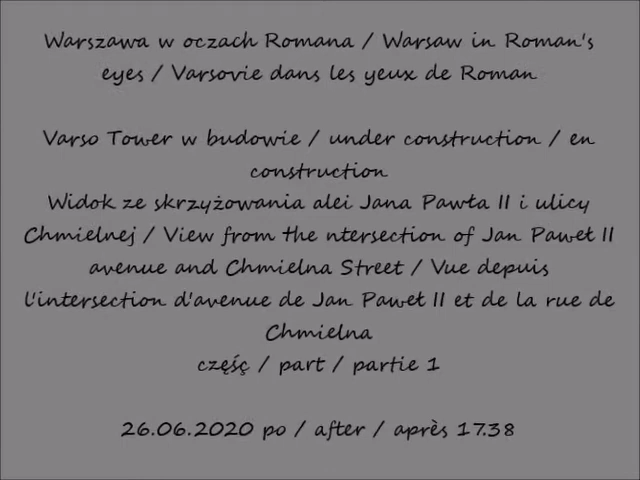 Warszawa w oczach Romana / Warsaw in Roman's
eyes / Varsovie dans les yeux de Roman
Varso Tower w budowie / under construction / en
construction
Widok ze skrzyżowania alei Jana Pawła II i ulicy
Chmielnej / View from the ntersection of Jan Paweł II
avenue and Chmielna Street / Vue depuis
l'intersection d'avenue de Jan Paweł II et de la rue de
Chmielna
częśç / part / partie 1
26.06.2020 po / after / après 17.38